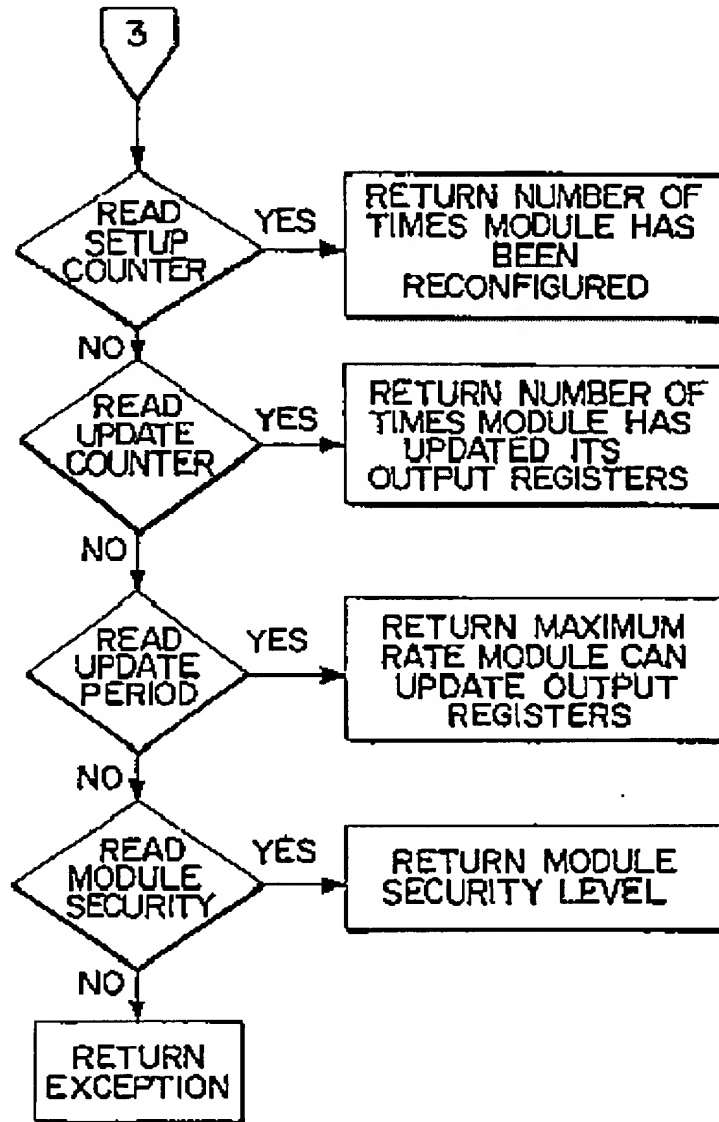 3
READ
SETUP
COUNTER
YES
RETURN NUMBER OF
TIMES MODULE HAS
BEEN
RECONFIGURED
NO
READ
UPDATE
COUNTER
YES
RETURN NUMBER OF
TIMES MODULE HAS
UPDATED ITS
OUTPUT REGISTERS
NO
READ
UPDATE
PERIOD
YES
RETURN MAXIMUM
RATE MODULE CAN
UPDATE OUTPUT
REGISTERS
NO
READ
MODULE
SECURITY
YES
RETURN MODULE
SECURITY LEVEL
NO
RETURN
EXCEPTION